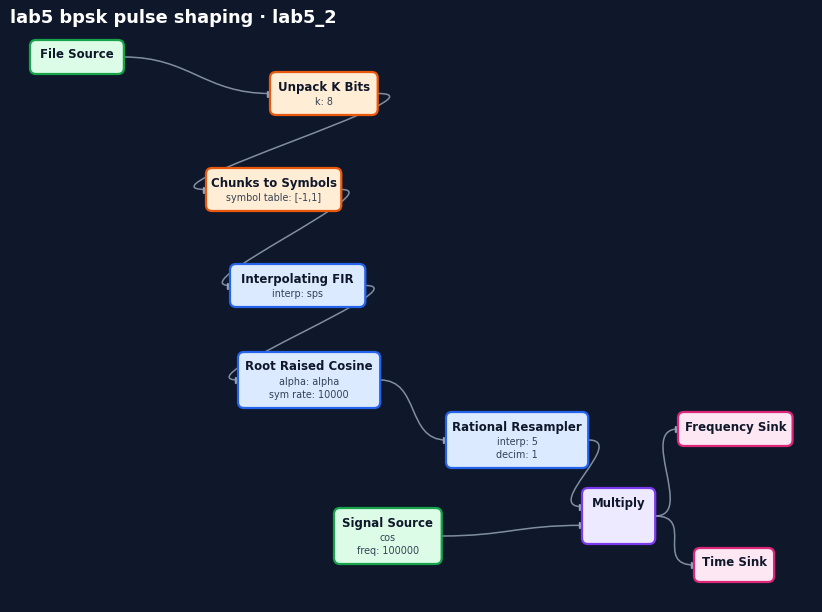 lab5 bpsk pulse shaping · lab5_2
File Source
Unpack K Bits
k: 8
Chunks to Symbols
symbol table: [-1,1]
Interpolating FIR
interp: sps
Root Raised Cosine
alpha: alpha
sym rate: 10000
Rational Resampler
interp: 5
decim: 1
Frequency Sink
Multiply
Signal Source
cos
freq: 100000
Time Sink